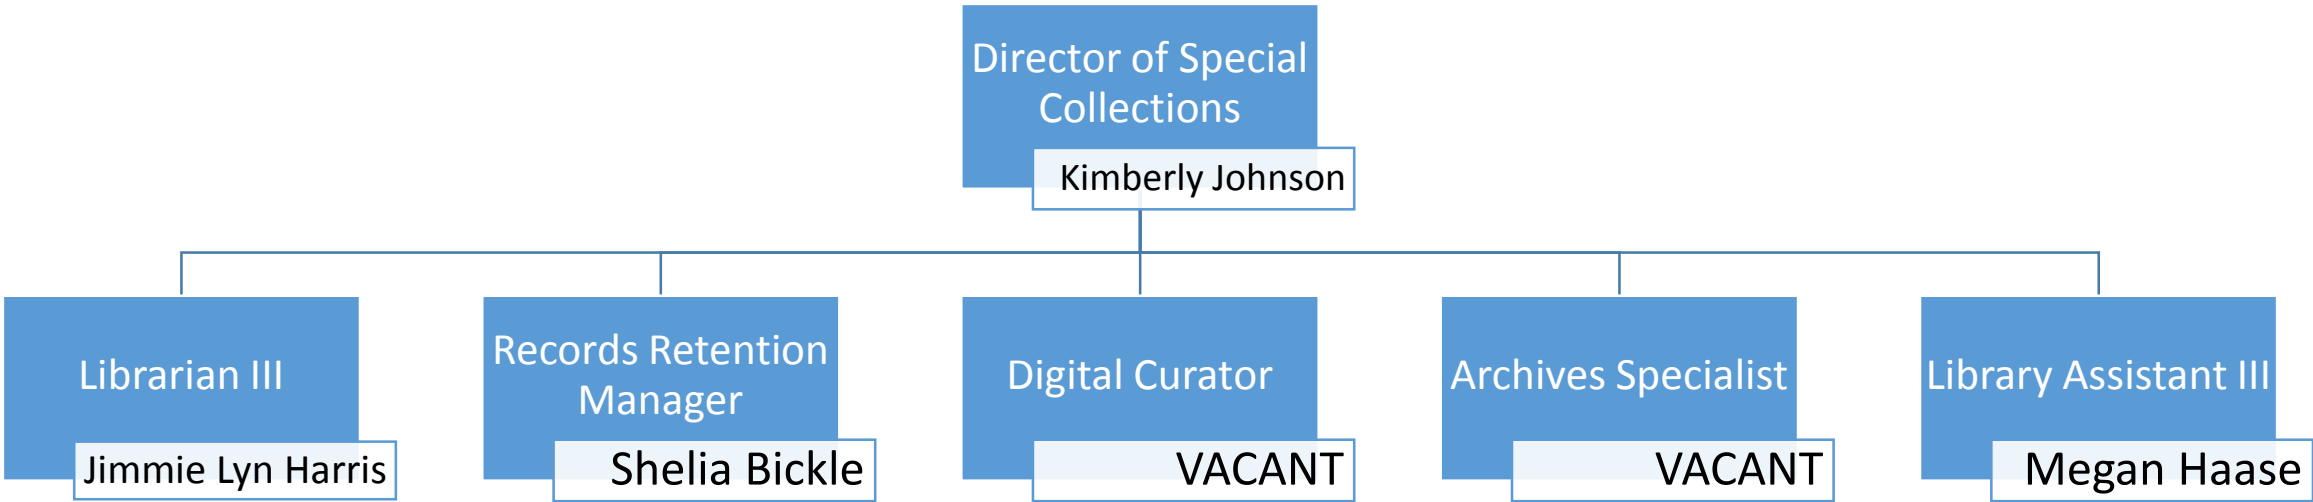 Director of Special
Collections
Kimberly Johnson
Librarian III
Jimmie Lyn Harris
Records Retention
Manager
Shelia Bickle
Digital Curator
VACANT
Archives Specialist
VACANT
Library Assistant III
Megan Haase